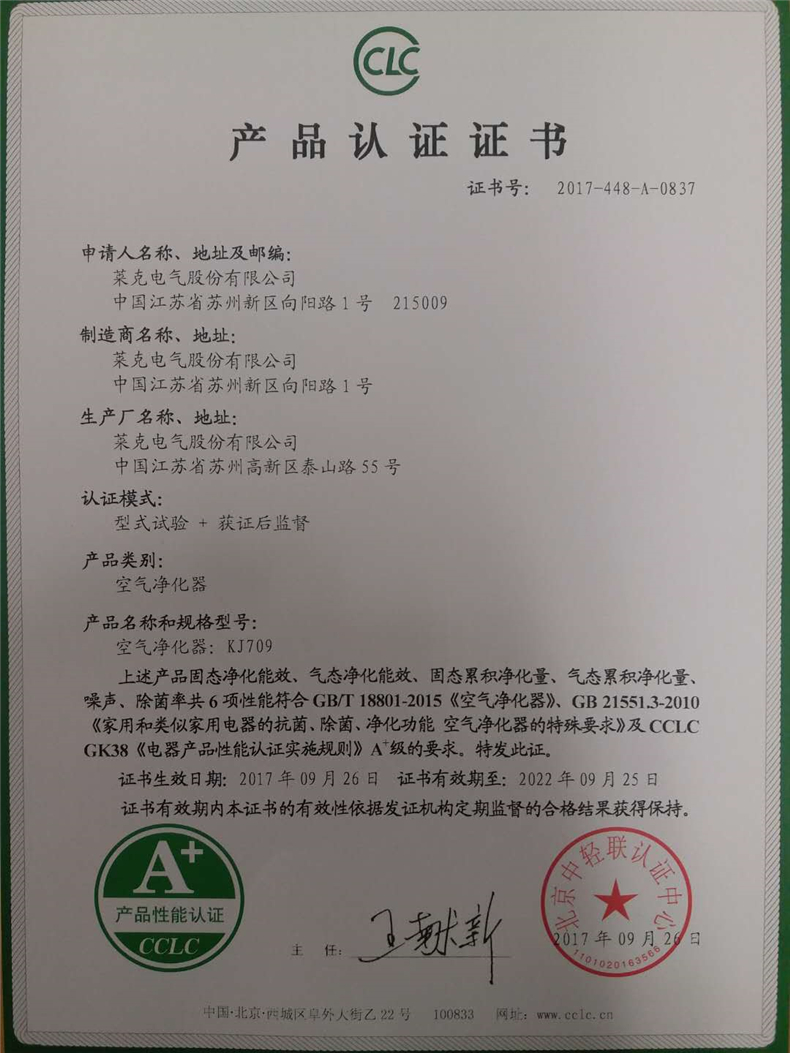 CLC
产品认证证书
证书号: 2017-448-A-0837
申请人名称、地址及邮编:
莱克电气股份有限公司
中国江苏省苏州新区向阳路1号 215009
制造商名称、地址:
莱克电气股份有限公司
中国江苏省苏州新区向阳路1号
生产厂名称、地址:
莱克电气股份有限公司
中国江苏省苏州高新区泰山路55号
认证模式:
型式试验 + 获证后监督
产品类别:
空气净化器
产品名称和规格型号:
空气净化器: KJ709
上述产品固态净化能效、气态净化能效、固态累积净化量、气态累积净化量、
噪声、除菌率共6项性能符合GB/T 18801-2015《空气净化器》、GB 21551.3-2010
《家用和类似家用电器的抗菌、除菌、净化功能 空气净化器的特殊要求》及CCLC
GK38《电器产品性能认证实施规则》A⁺级的要求。特发此证。
证书生效日期: 2017年09月26日 证书有效期至: 2022年09月25日
证书有效期内本证书的有效性依据发证机构定期监督的合格结果获得保持。
A+
产品性能认证
CCLC
主 任: 王献新
北京中轻联认证中心
2017年09月26日
1101020163566
中国·北京·西城区阜外大街乙22号 100833 网址: www.cclc.cn